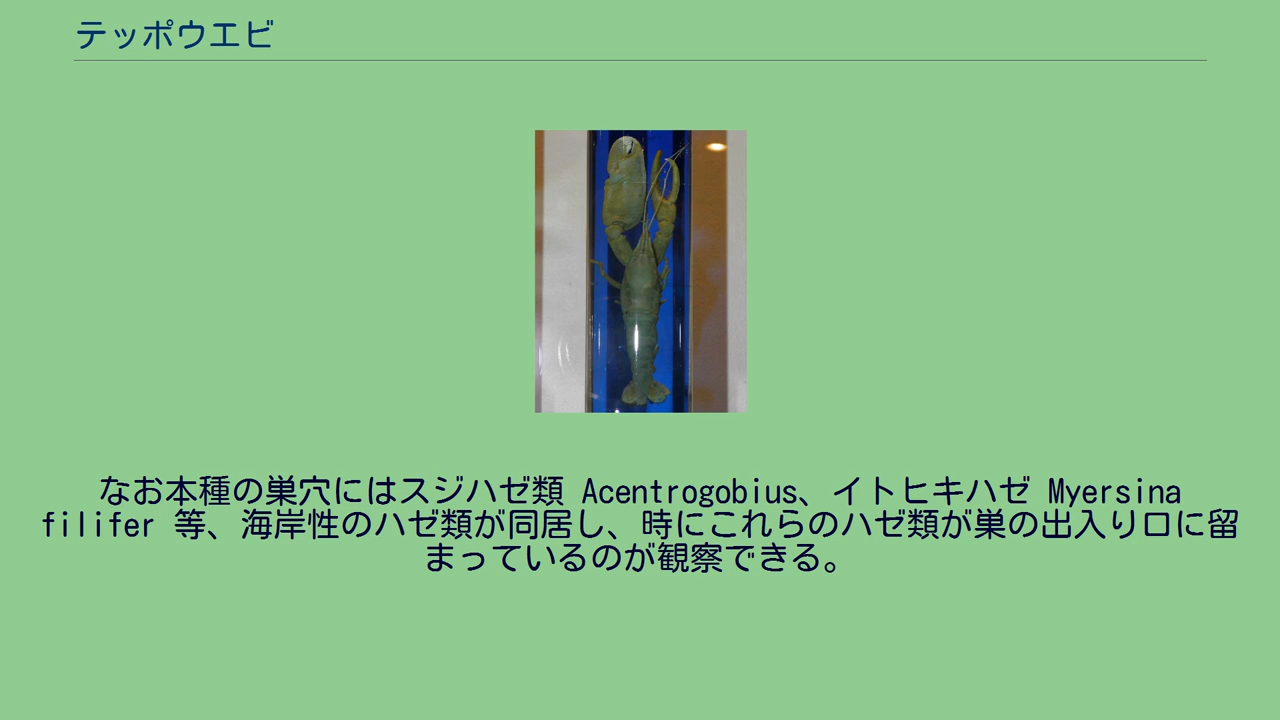 テッポウエビ
なお本種の巣穴にはスジハゼ類 Acentrogobius、イトヒキハゼ Myersina
filifer 等、海岸性のハゼ類が同居し、時にこれらのハゼ類が巣の出入り口に留
まっているのが観察できる。